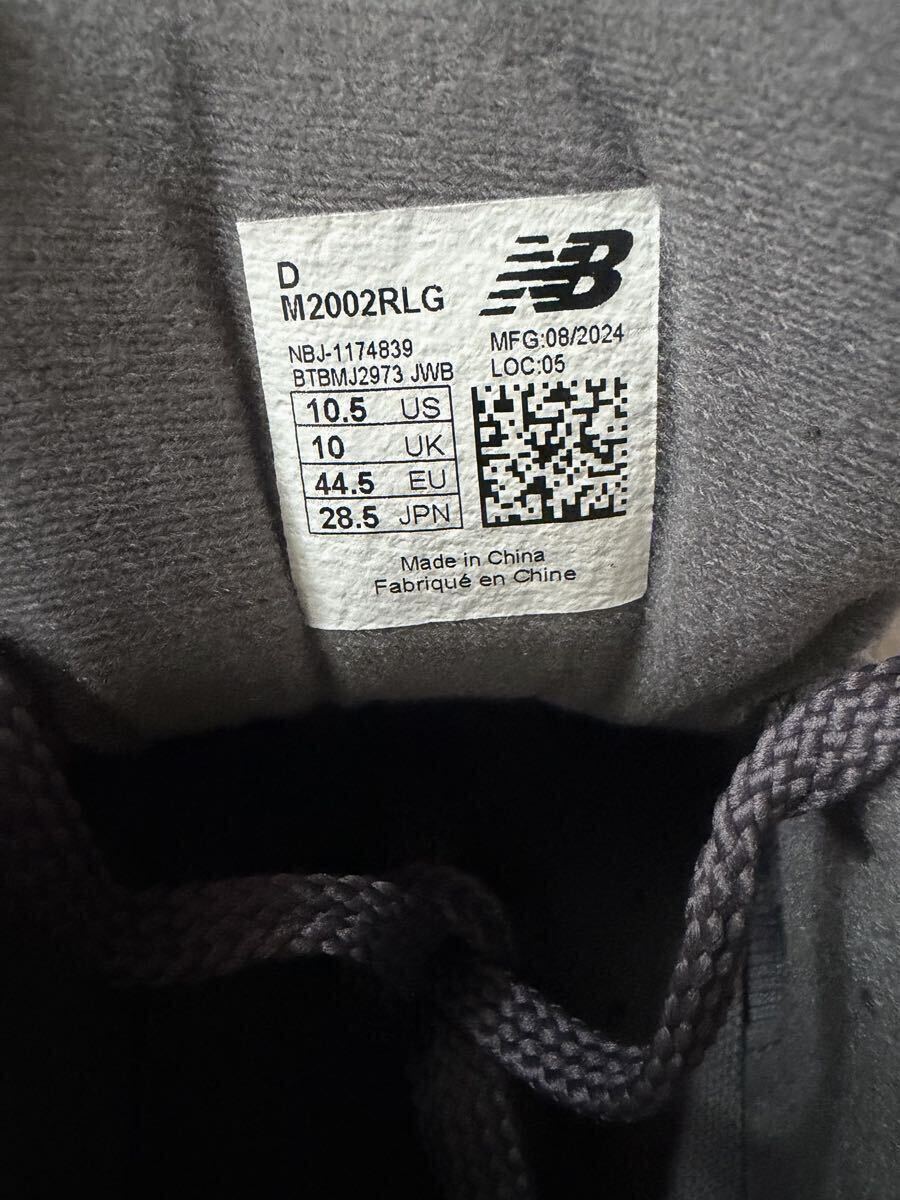 D
M2002RLG
NB
NBJ-1174839
BTBMJ2973 JWB
MFG:08/2024
LOC:05
10.5 US
10 UK
44.5 EU
28.5 JPN
Made in China
Fabriqué en Chine